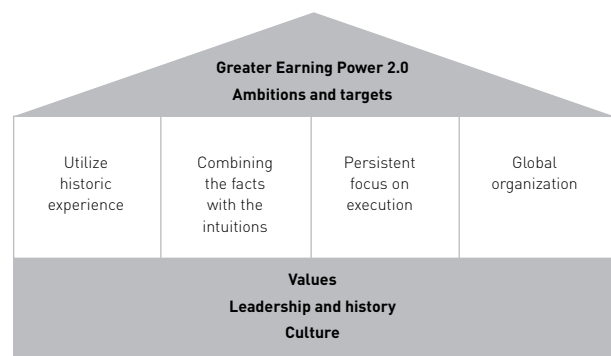 Greater Earning Power 2.0
Ambitions and targets
Utilize
historic
experience
Combining
the facts
with the
intuitions
Persistent
focus on
execution
Global
organization
Values
Leadership and history
Culture